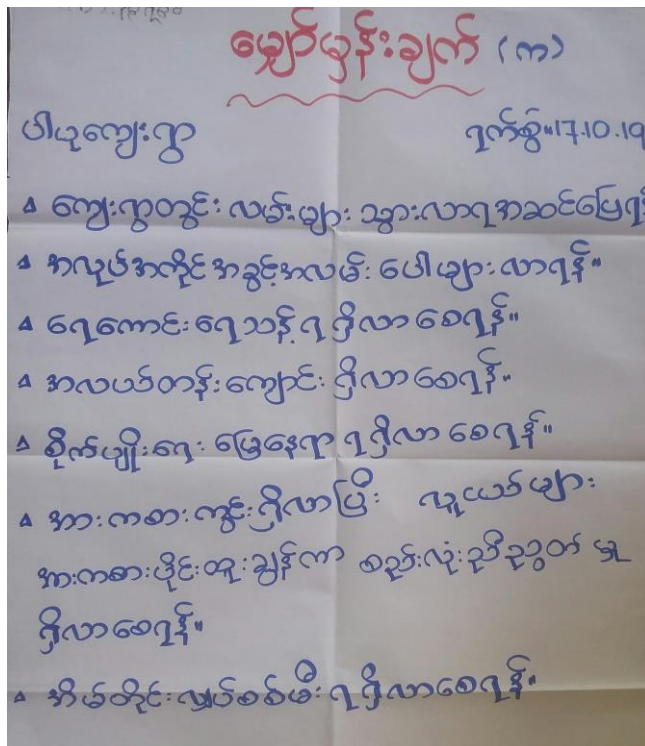 မျှော်မှန်းချက် (က)
ပါယုကျေးရွာ ရက်စွဲ။17.10.19
ကျေးရွာတွင်း လမ်းများ သွားလာရအဆင်ပြေရန်
အလုပ်အကိုင်အခွင့်အလမ်း ပေါများလာရန်။
ရေကောင်းရေသန့် ရရှိလာစေရန်။
အလယ်တန်းကျောင်း ရှိလာစေရန်။
စိုက်ပျိုးရေး မြေနေရာ ရရှိလာစေရန်။
အားကစားကွင်းရှိလာပြီး လူငယ်များ
အားကစားပိုင်းထူးချွန်ကာ စည်းလုံးညီညွတ်မှု
ရှိလာစေရန်။
အိမ်တိုင်းလျှပ်စစ်မီး ရရှိလာစေရန်။